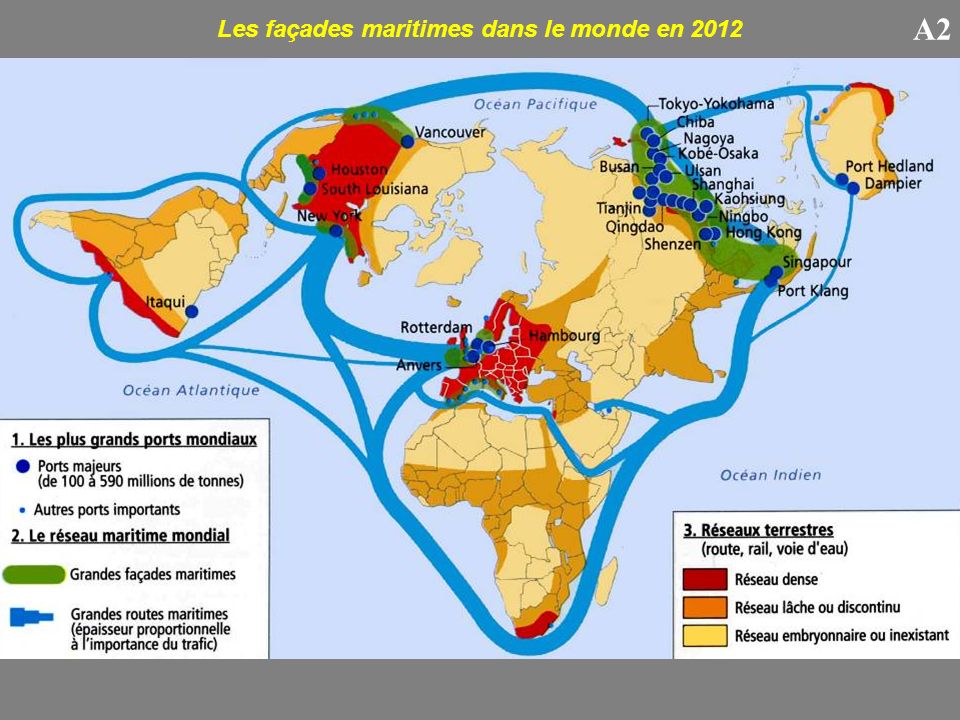 Les façades maritimes dans le monde en 2012
A2
Océan Pacifique
Tokyo-Yokohama
Chiba
Nagoya
Kobé-Osaka
Busan
Ulsan
Shanghai
Kaohsiung
Tianjin
Ningbo
Qingdao
Hong Kong
Shenzen
Singapour
Port Klang
Port Hedland
Dampier
Vancouver
Houston
South Louisiana
New York
Itaqui
Rotterdam
Hambourg
Anvers
Océan Atlantique
Océan Indien
1. Les plus grands ports mondiaux
Ports majeurs
(de 100 á 590 millions de tonnes)
Autres ports importants
2. Le réseau maritime mondial
Grandes façades maritimes
Grandes routes maritimes
(épaisseur proportionnelle
à l'importance du trafic)
3. Réseaux terrestres
(route, rail, voie d'eau)
Réseau dense
Réseau lâche ou discontinu
Réseau embryonnaire ou inexistant